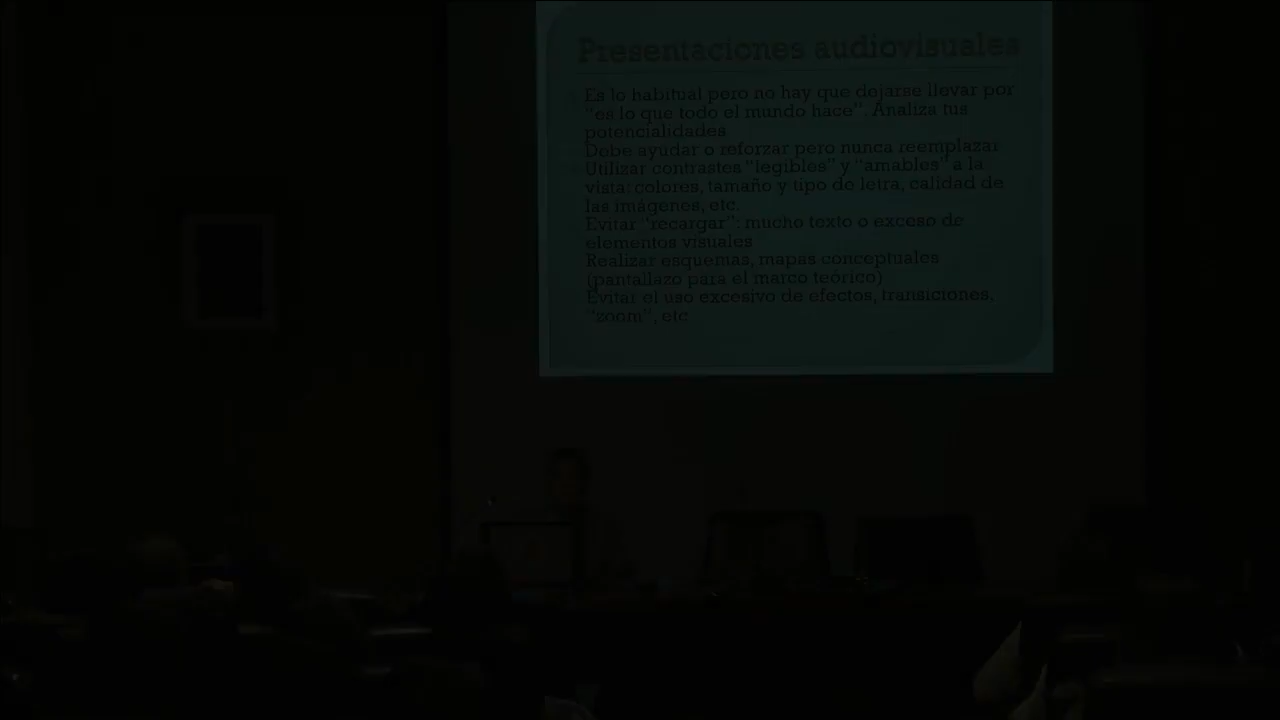 Presentaciones audiovisuales
Es lo habitual pero no hay que dejarse llevar por
“es lo que todo el mundo hace”. Analiza tus
potencialidades
Debe ayudar o reforzar pero nunca reemplazar
Utilizar contrastes “legibles” y “amables” a la
vista: colores, tamaño y tipo de letra, calidad de
las imágenes, etc.
Evitar “recargar”: mucho texto o exceso de
elementos visuales
Realizar esquemas, mapas conceptuales
(pantallazo para el marco teórico)
Evitar el uso excesivo de efectos, transiciones,
“zoom”, etc